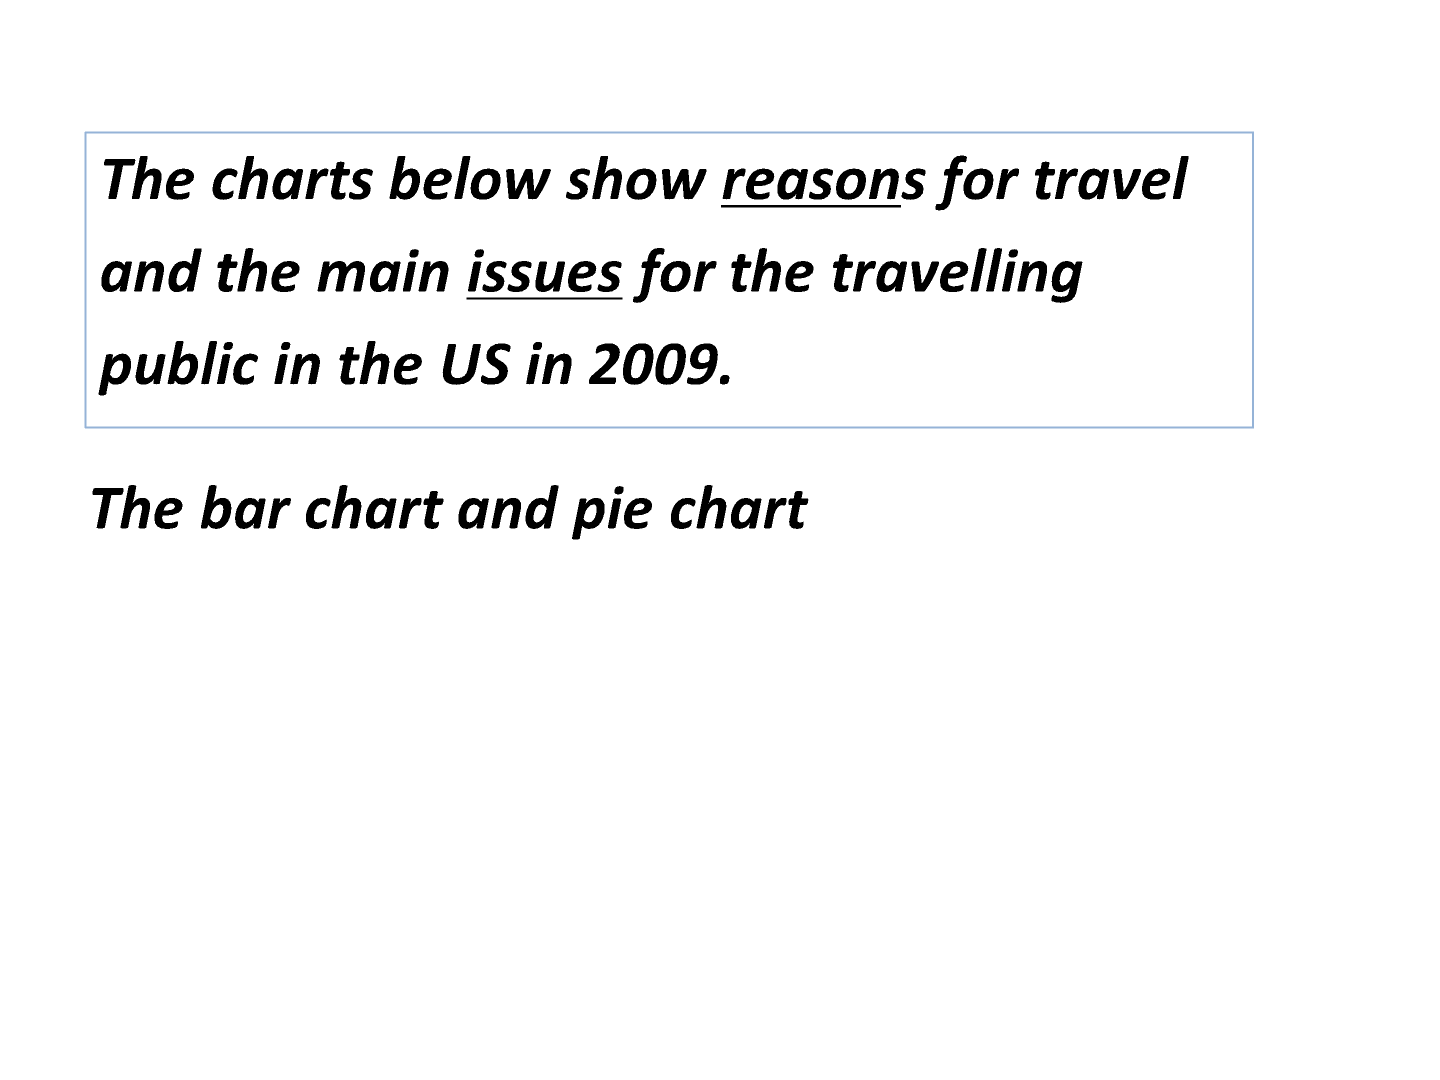 The charts below show reasons for travel
and the main issues for the travelling
public in the US in 2009.
The bar chart and pie chart